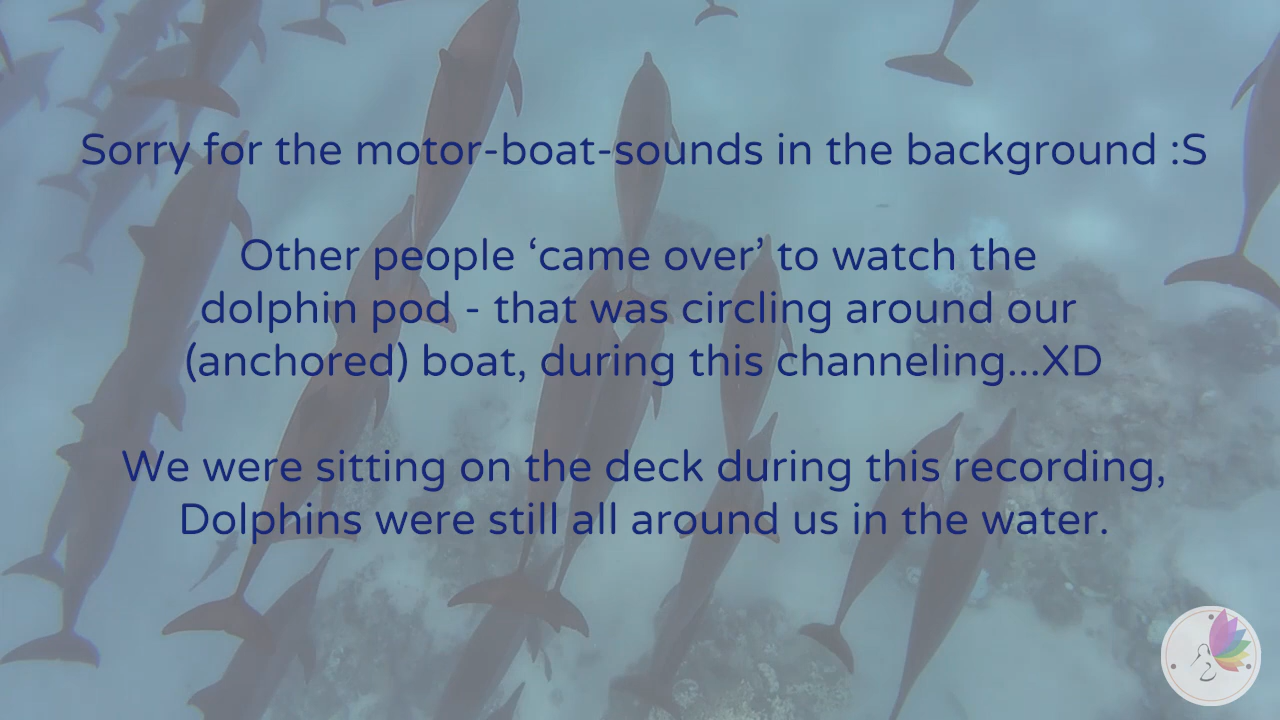 Sorry for the motor-boat-sounds in the background :S
Other people ‘came over’ to watch the
dolphin pod - that was circling around our
(anchored) boat, during this channeling...XD
We were sitting on the deck during this recording,
Dolphins were still all around us in the water.